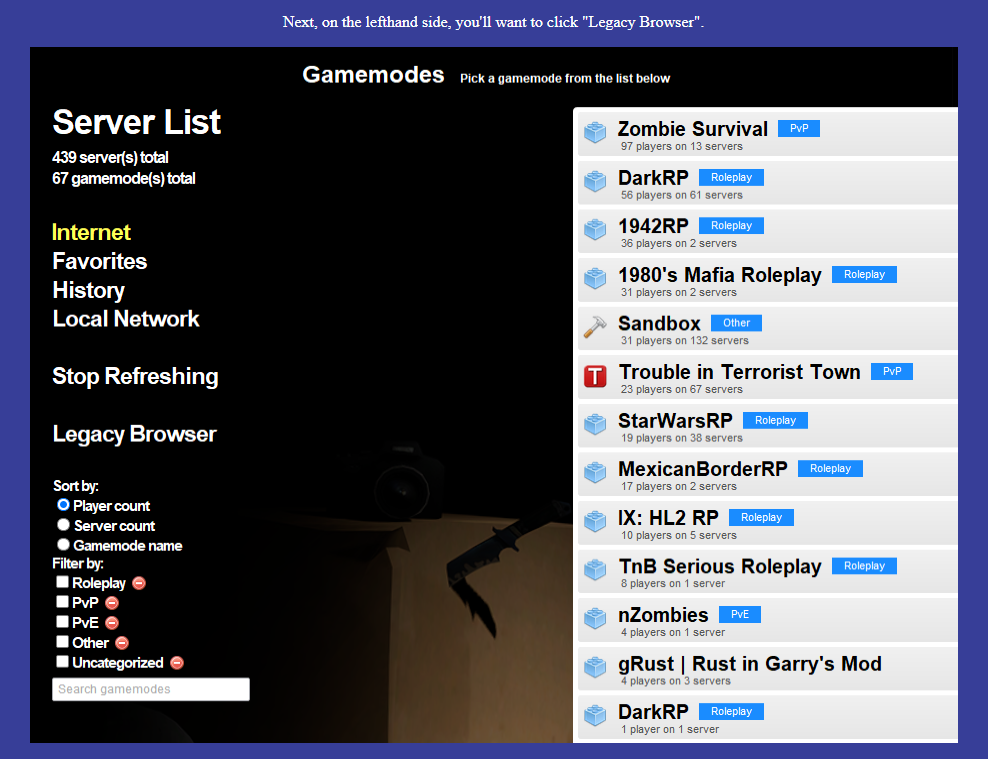 Next, on the lefthand side, you'll want to click "Legacy Browser".
Gamemodes Pick a gamemode from the list below
Server List
439 server(s) total
67 gamemode(s) total
Internet
Favorites
History
Local Network
Stop Refreshing
Legacy Browser
Sort by:
Player count
Server count
Gamemode name
Filter by:
Roleplay
PvP
PvE
Other
Uncategorized
Search gamemodes
Zombie Survival PvP
97 players on 13 servers
DarkRP Roleplay
56 players on 61 servers
1942RP Roleplay
36 players on 2 servers
1980's Mafia Roleplay Roleplay
31 players on 2 servers
Sandbox Other
31 players on 132 servers
T
Trouble in Terrorist Town PvP
23 players on 67 servers
StarWarsRP Roleplay
19 players on 38 servers
MexicanBorderRP Roleplay
17 players on 2 servers
IX: HL2 RP Roleplay
10 players on 5 servers
TnB Serious Roleplay Roleplay
8 players on 1 server
nZombies PvE
4 players on 1 server
gRust | Rust in Garry's Mod
4 players on 3 servers
DarkRP Roleplay
1 player on 1 server